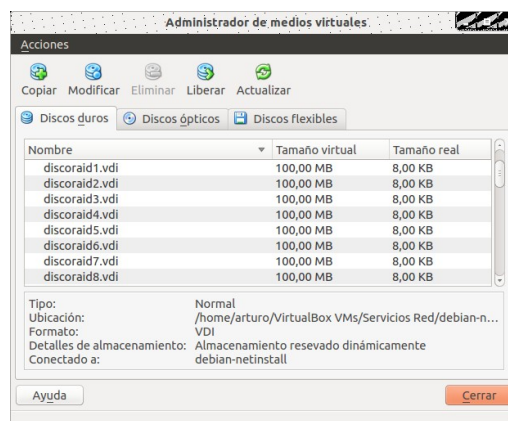 Administrador de medios virtuales
Acciones
Copiar Modificar Eliminar Liberar Actualizar
Discos duros Discos ópticos Discos flexibles
Nombre Tamaño virtual Tamaño real
discoraid1.vdi 100,00 MB 8,00 KB
discoraid2.vdi 100,00 MB 8,00 KB
discoraid3.vdi 100,00 MB 8,00 KB
discoraid4.vdi 100,00 MB 8,00 KB
discoraid5.vdi 100,00 MB 8,00 KB
discoraid6.vdi 100,00 MB 8,00 KB
discoraid7.vdi 100,00 MB 8,00 KB
discoraid8.vdi 100,00 MB 8,00 KB
Tipo: Normal
Ubicación: /home/arturo/VirtualBox VMs/Servicios Red/debian-n...
Formato: VDI
Detalles de almacenamiento: Almacenamiento resevado dinámicamente
Conectado a: debian-netinstall
Ayuda Cerrar